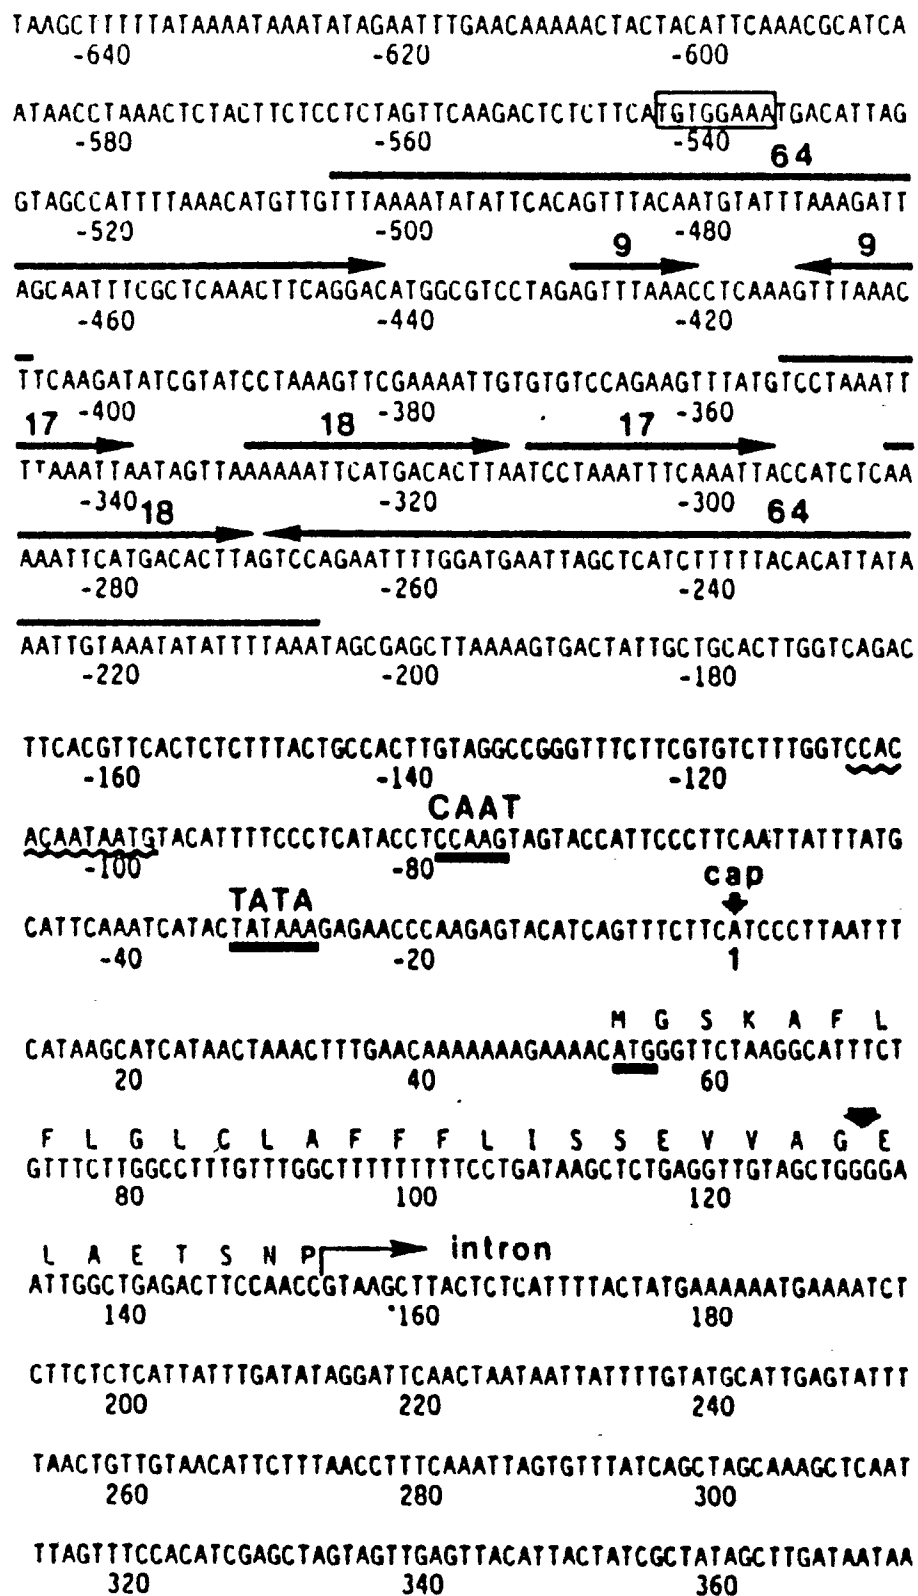 TAAGCTTTTTATAAAATAAATATAGAATTTGAACAAAAACTACTACATTCAAACGCATCA
-640 -620 -600
ATAACCTAAACTCTACTTCTCCTCTAGTTCAAGACTCTCTTCATGTGGAAATGACATTAG
-580 -560 -540
64
GTAGCCATTTTAAACATGTTGTTTAAAATATATTCACAGTTTACAATGTATTTAAAGATT
-520 -500 -480
9 9
AGCAATTTCGCTCAAACTTCAGGACATGGCGTCCTAGAGTTTAAACCTCAAAGTTTAAAC
-460 -440 -420
TTCAAGATATCGTATCCTAAAGTTCGAAAATTGTGTGTCCAGAAGTTTATGTCCTAAATT
-400 -380 -360
17 18 17
TTAAATTAATAGTTAAAAAAATTCATGACACTTAATCCTAAATTTCAAATTACCATCTCAA
-340 -320 -300
18 64
AAATTCATGACACTTAGTCCAGAATTTTGGATGAATTAGCTCATCTTTTTACACATTATA
-280 -260 -240
AATTGTAAATATATTTTAAATAGCGAGCTTAAAAGTGACTATTGCTGCACTTGGTCAGAC
-220 -200 -180
TTCACGTTCACTCTCTTTACTGCCACTTGTAGGCCGGGTTTCTTCGTGTCTTTGGTCCAC
-160 -140 -120
CAAT
ACAATAATGTACATTTTCCCTCATACCTCCAAGTAGTACCATTCCCTTCAATTATTTATG
-100 -80
cap
TATA
CATTCAAATCATACTATAAAGAGAACCCAAGAGTACATCAGTTTCTTCATCCCTTAATTT
-40 -20 1
M G S K A F L
CATAAGCATCATAACTAAACTTTGAACAAAAAAAGAAAACATGGGTTCTAAGGCATTTCT
20 40 60
F L G L C L A F F F L I S S E V V A G E
GTTTCTTGGCCTTTGTTTGGCTTTTTTTTTCCTGATAAGCTCTGAGGTTGTAGCTGGGGA
80 100 120
L A E T S N P intron
ATTGGCTGAGACTTCCAACCGTAAGCTTACTCTCATTTTACTATGAAAAAATGAAAATCT
140 160 180
CTTCTCTCATTATTTGATATAGGATTCAACTAATAATTATTTTGTATGCATTGAGTATTT
200 220 240
TAACTGTTGTAACATTCTTTAACCTTTCAAATTAGTGTTTATCAGCTAGCAAAGCTCAAT
260 280 300
TTAGTTTCCACATCGAGCTAGTAGTTGAGTTACATTACTATCGCTATAGCTTGATAATAA
320 340 360